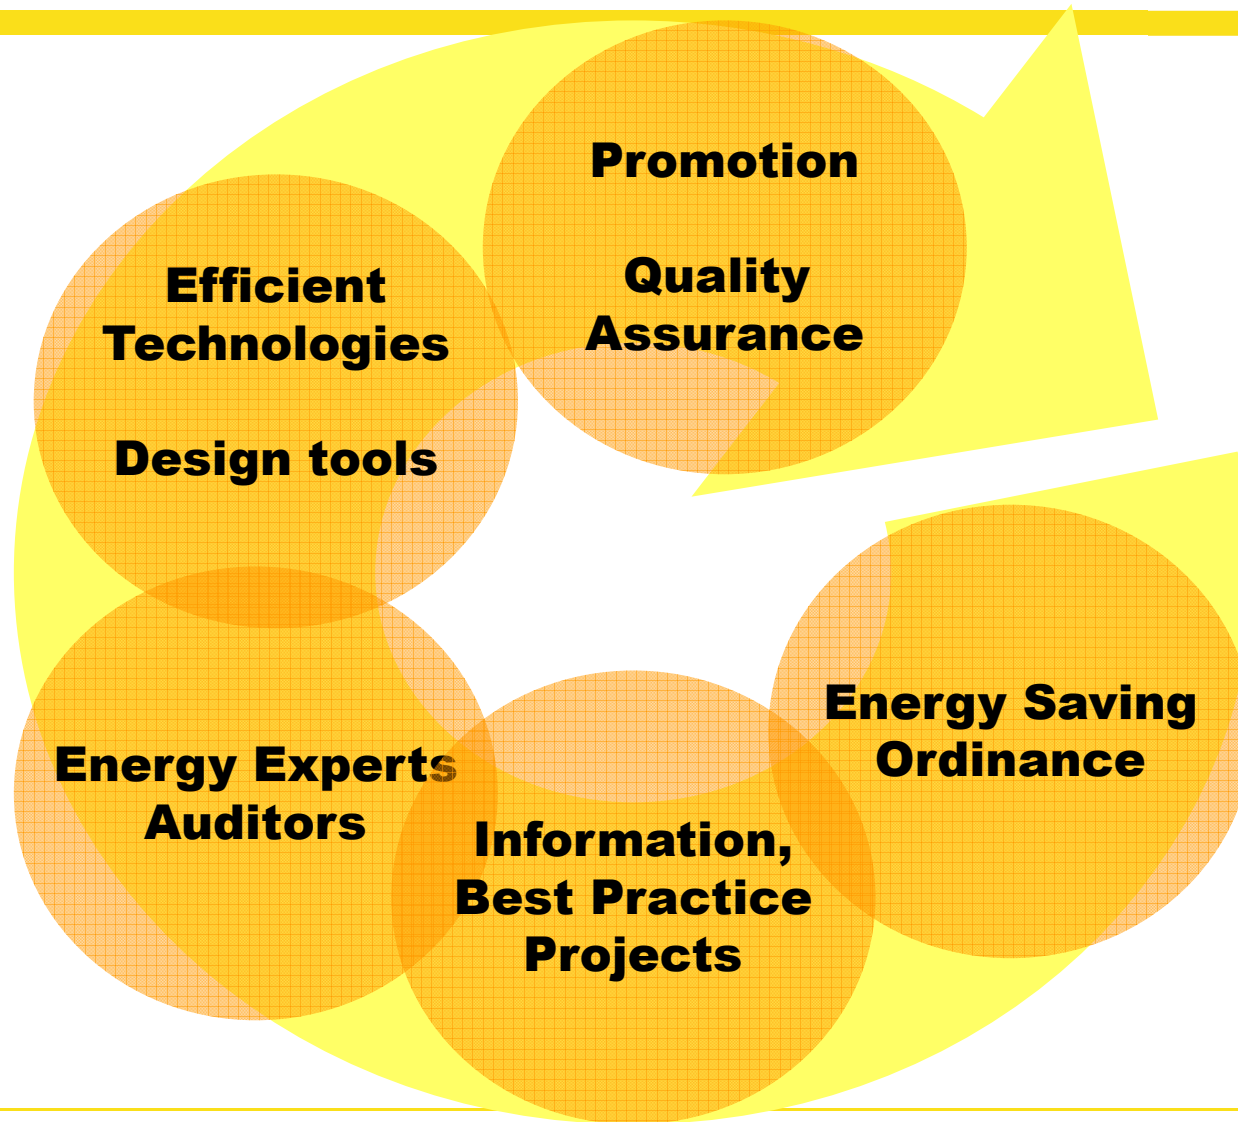 Promotion
Quality
Assurance
Efficient
Technologies
Design tools
Energy Experts
Auditors
Information,
Best Practice
Projects
Energy Saving
Ordinance